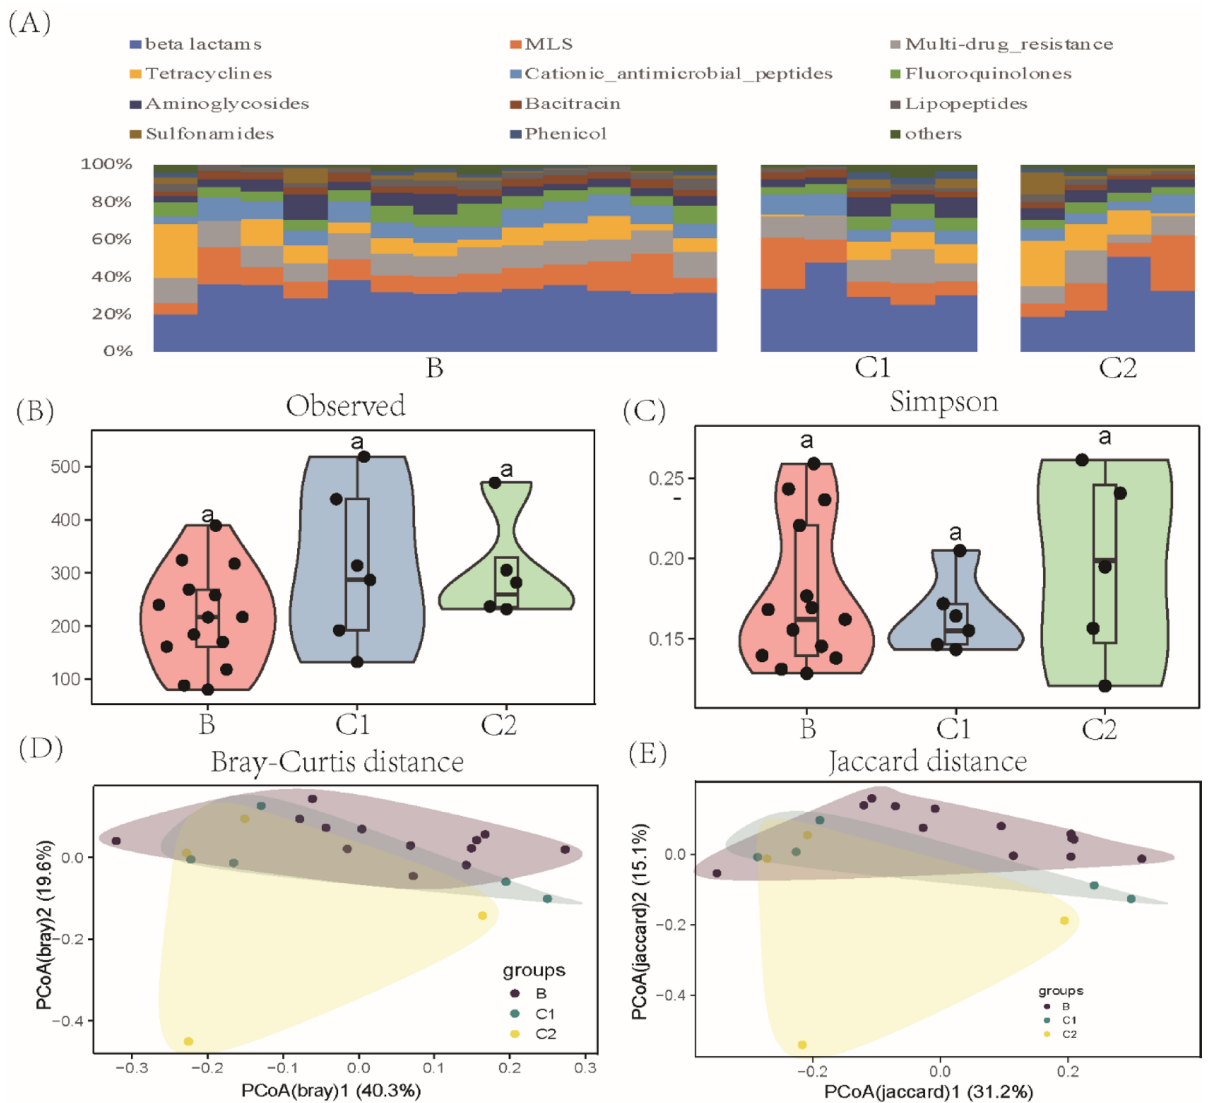 (A)
beta lactams MLS Multi-drug_resistance
Tetracyclines Cationic_antimicrobial_peptides Fluoroquinolones
Aminoglycosides Bacitracin Lipopeptides
Sulfonamides Phenicol others
100%
80%
60%
40%
20%
0%
B C1 C2
(B) Observed
500
400
300
200
100
a a a
B C1 C2
(C) Simpson
0.25
0.20
0.15
a a a
B C1 C2
(D) Bray-Curtis distance
PCoA(bray)2 (19.6%)
0.0
−0.2
−0.4
groups
B
C1
C2
−0.3 −0.2 −0.1 0.0 0.1 0.2 0.3
PCoA(bray)1 (40.3%)
(E) Jaccard distance
PCoA(jaccard)2 (15.1%)
0.0
−0.2
−0.4
groups
B
C1
C2
−0.2 0.0 0.2
PCoA(jaccard)1 (31.2%)